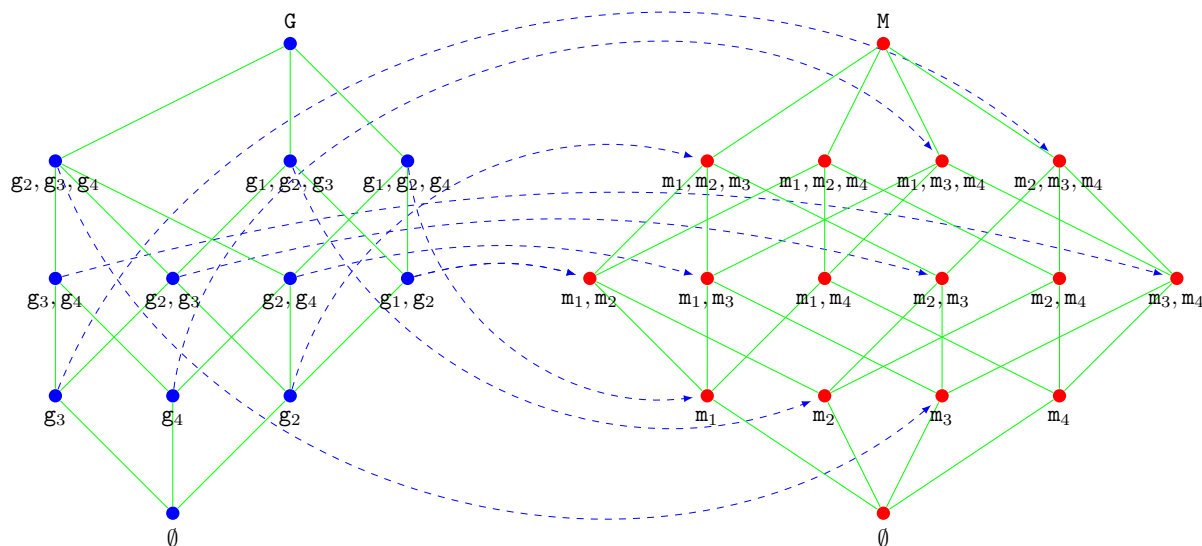 G M
g₂, g₃, g₄ g₁, g₂, g₃ g₁, g₂, g₄ m₁, m₂, m₃ m₁, m₂, m₄ m₁, m₃, m₄ m₂, m₃, m₄
g₃, g₄ g₂, g₃ g₂, g₄ g₁, g₂ m₁, m₂ m₁, m₃ m₁, m₄ m₂, m₃ m₂, m₄ m₃, m₄
g₃ g₄ g₂ m₁ m₂ m₃ m₄
∅ ∅